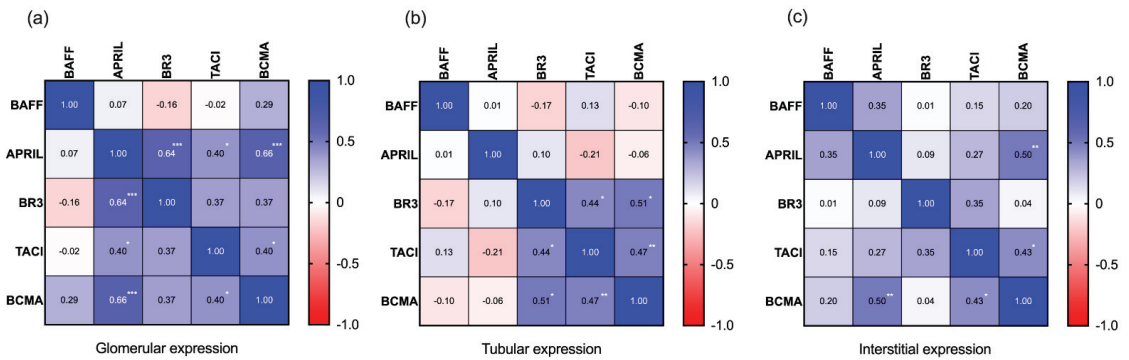 (a)
BAFF APRIL BR3 TACI BCMA
BAFF 1.00 0.07 -0.16 -0.02 0.29
APRIL 0.07 1.00 0.64*** 0.40* 0.66***
BR3 -0.16 0.64*** 1.00 0.37 0.37
TACI -0.02 0.40* 0.37 1.00 0.40*
BCMA 0.29 0.66*** 0.37 0.40* 1.00
1.0
0.5
0
-0.5
-1.0
Glomerular expression
(b)
BAFF APRIL BR3 TACI BCMA
BAFF 1.00 0.01 -0.17 0.13 -0.10
APRIL 0.01 1.00 0.10 -0.21 -0.06
BR3 -0.17 0.10 1.00 0.44* 0.51*
TACI 0.13 -0.21 0.44* 1.00 0.47**
BCMA -0.10 -0.06 0.51* 0.47** 1.00
1.0
0.5
0
-0.5
-1.0
Tubular expression
(c)
BAFF APRIL BR3 TACI BCMA
BAFF 1.00 0.35 0.01 0.15 0.20
APRIL 0.35 1.00 0.09 0.27 0.50**
BR3 0.01 0.09 1.00 0.35 0.04
TACI 0.15 0.27 0.35 1.00 0.43*
BCMA 0.20 0.50** 0.04 0.43* 1.00
1.0
0.5
0
-0.5
-1.0
Interstitial expression